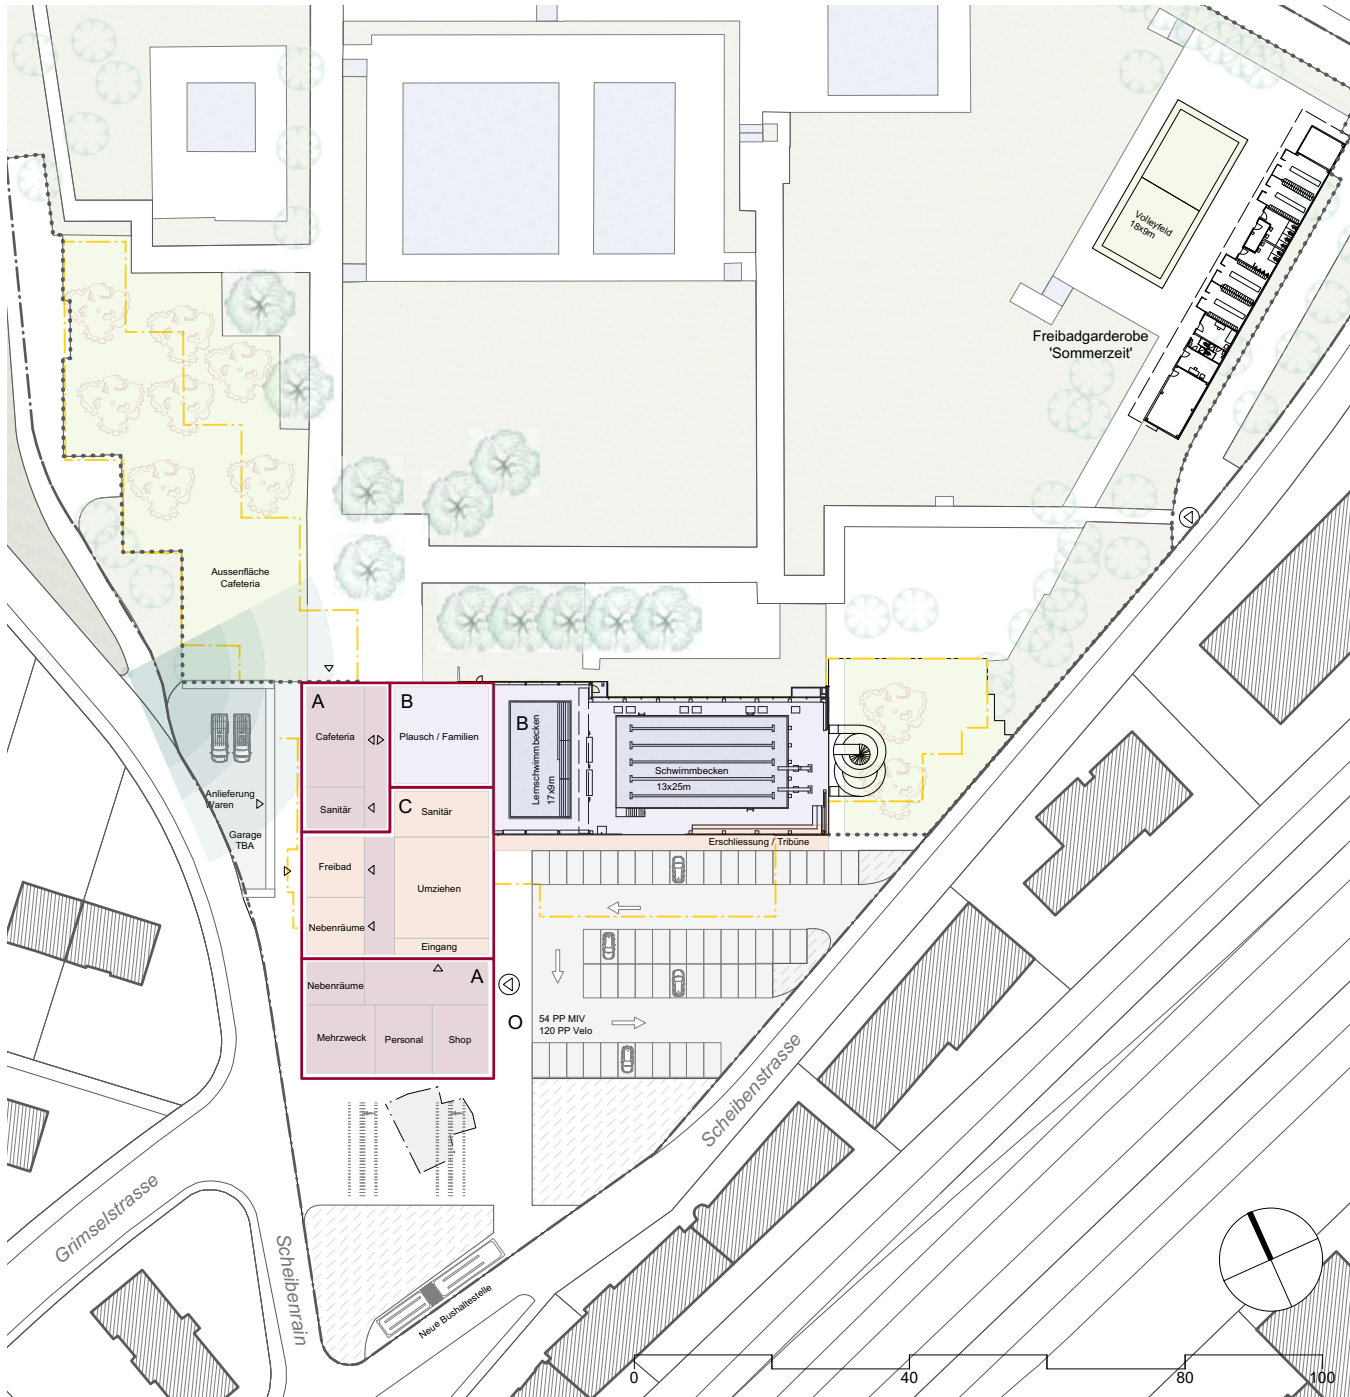 Volleyfeld
18x9m
Freibadgarderobe
'Sommerzeit'
Aussenfläche
Cafeteria
A
B
Cafeteria
Plausch / Familien
B
Lernschwimmbecken
17x9m
Schwimmbecken
13x25m
Anlieferung
Waren
Sanitär
C
Sanitär
Garage
TBA
Erschliessung / Tribüne
Freibad
Umziehen
Nebenräume
Eingang
Nebenräume
A
O
54 PP MIV
120 PP Velo
Mehrzweck
Personal
Shop
Scheibenstrasse
Grimselstrasse
Scheibenrain
Neue Bushaltestelle
0
40
80
100